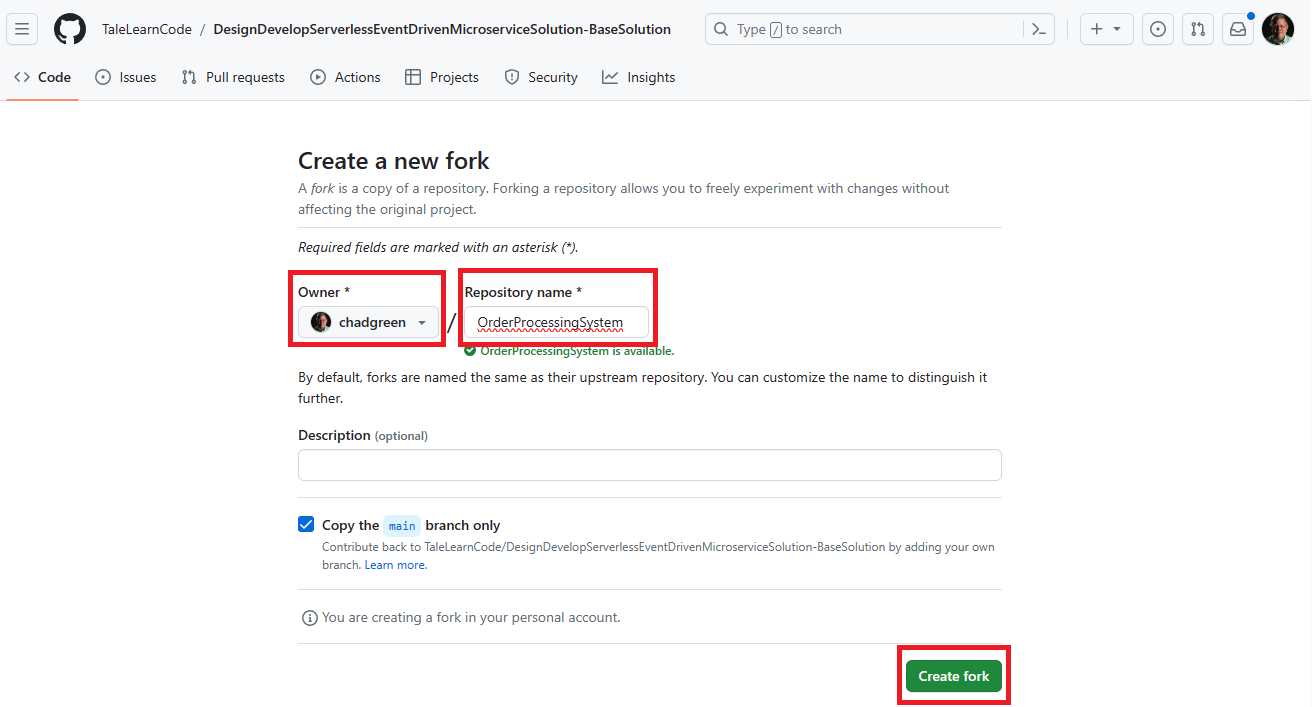 TaleLearnCode / DesignDevelopServerlessEventDrivenMicroserviceSolution-BaseSolution
Type / to search
Code Issues Pull requests Actions Projects Security Insights
Create a new fork
A fork is a copy of a repository. Forking a repository allows you to freely experiment with changes without
affecting the original project.
Required fields are marked with an asterisk (*).
Owner * Repository name *
chadgreen / OrderProcessingSystem
OrderProcessingSystem is available.
By default, forks are named the same as their upstream repository. You can customize the name to distinguish it
further.
Description (optional)
Copy the main branch only
Contribute back to TaleLearnCode/DesignDevelopServerlessEventDrivenMicroserviceSolution-BaseSolution by adding your own
branch. Learn more.
You are creating a fork in your personal account.
Create fork